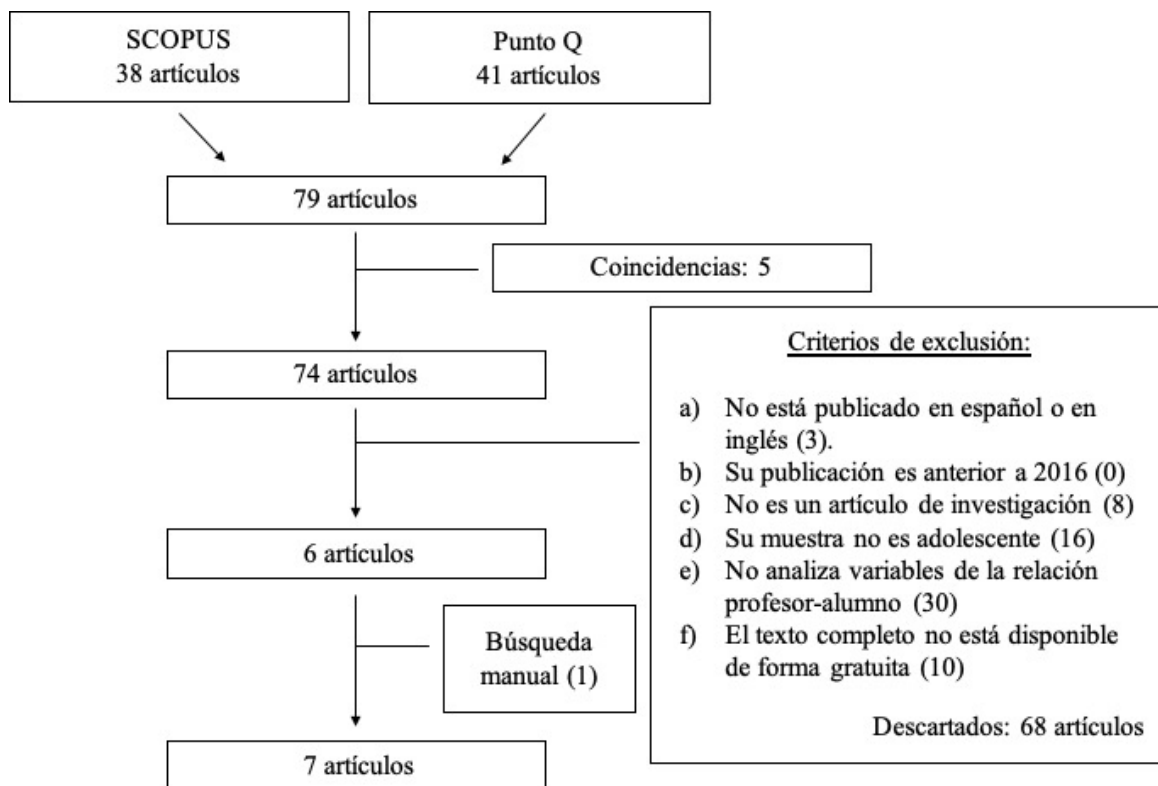 SCOPUS
38 artículos
Punto Q
41 artículos
79 artículos
Coincidencias: 5
74 artículos
Criterios de exclusión:
a) No está publicado en español o en
inglés (3).
b) Su publicación es anterior a 2016 (0)
c) No es un artículo de investigación (8)
d) Su muestra no es adolescente (16)
e) No analiza variables de la relación
profesor-alumno (30)
f) El texto completo no está disponible
de forma gratuita (10)
Descartados: 68 artículos
6 artículos
Búsqueda
manual (1)
7 artículos